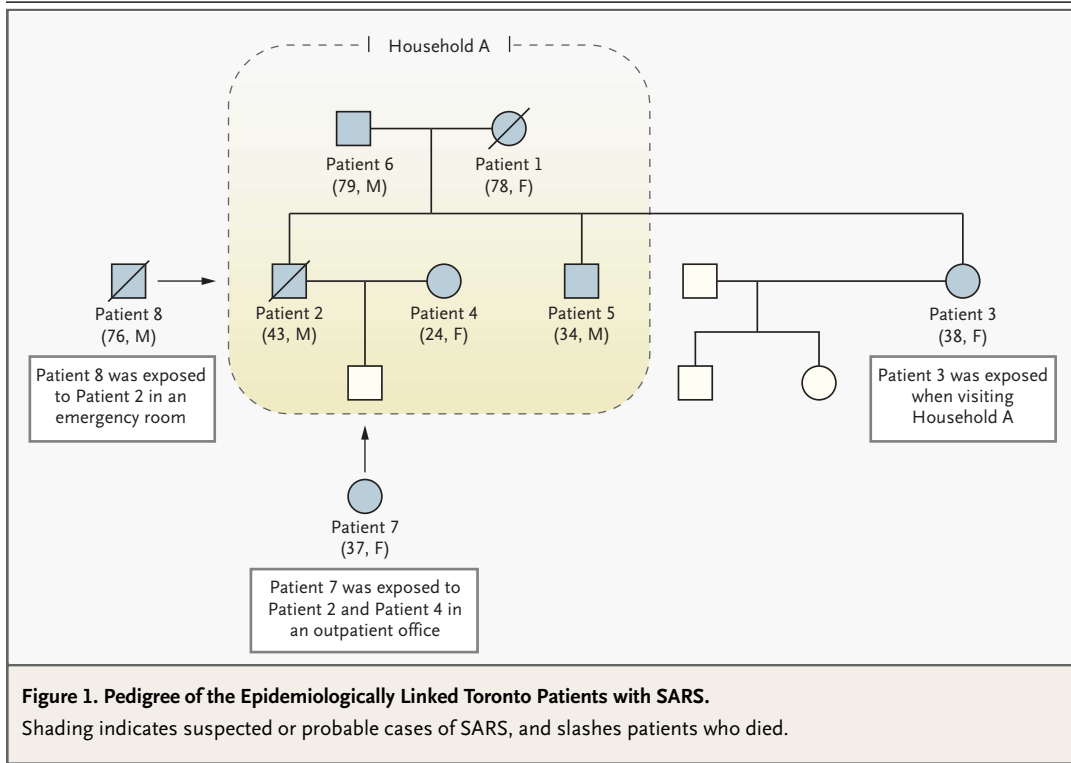 Household A
Patient 6
(79, M)
Patient 1
(78, F)
Patient 8
(76, M)
Patient 2
(43, M)
Patient 4
(24, F)
Patient 5
(34, M)
Patient 3
(38, F)
Patient 8 was exposed
to Patient 2 in an
emergency room
Patient 3 was exposed
when visiting
Household A
Patient 7
(37, F)
Patient 7 was exposed to
Patient 2 and Patient 4 in
an outpatient office
Figure 1. Pedigree of the Epidemiologically Linked Toronto Patients with SARS.
Shading indicates suspected or probable cases of SARS, and slashes patients who died.